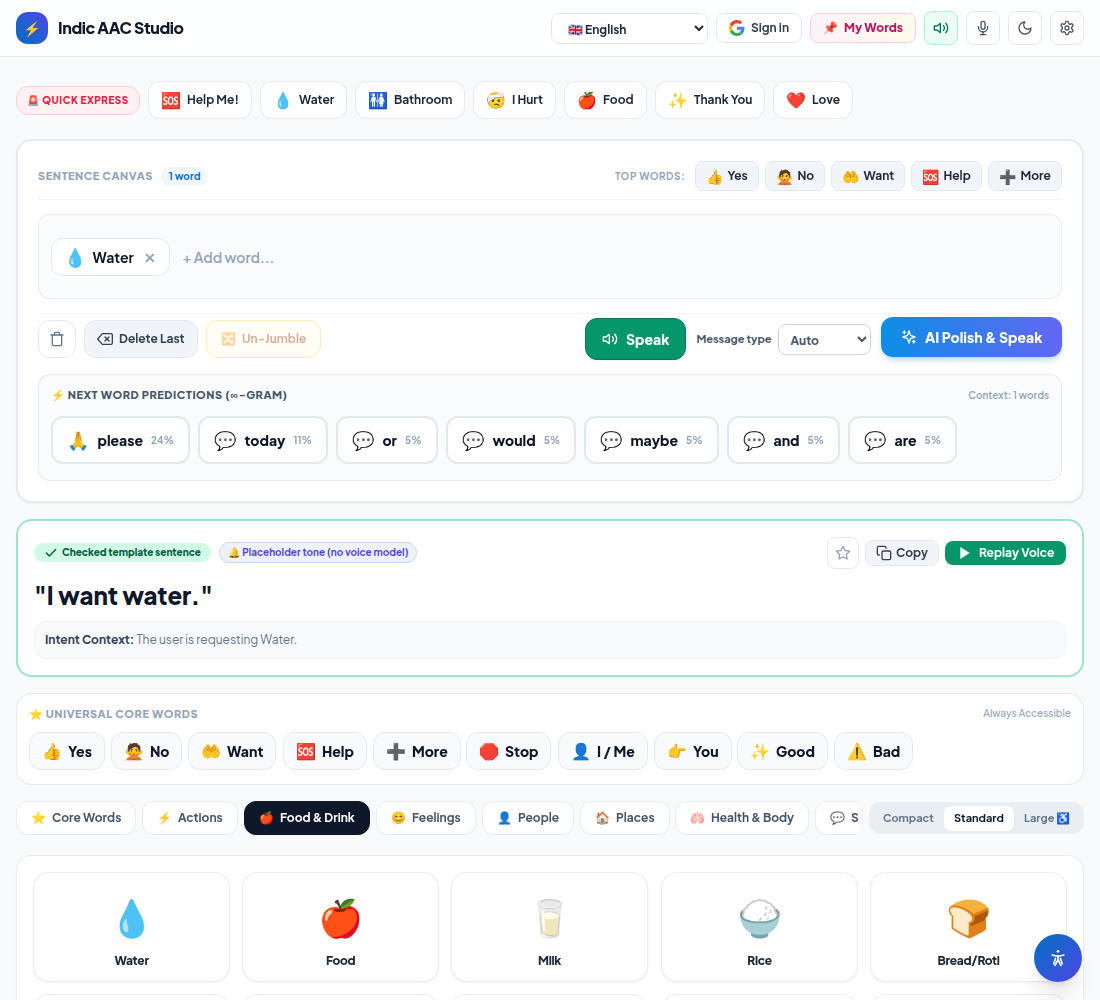 Indic AAC Studio
English
Sign in
My Words
QUICK EXPRESS
Help Me!
Water
Bathroom
I Hurt
Food
Thank You
Love
SENTENCE CANVAS
1 word
TOP WORDS:
Yes
No
Want
Help
More
Water
+ Add word...
Delete Last
Un-Jumble
Speak
Message type
Auto
AI Polish & Speak
NEXT WORD PREDICTIONS (∞-GRAM)
Context: 1 words
please 24%
today 11%
or 5%
would 5%
maybe 5%
and 5%
are 5%
Checked template sentence
Placeholder tone (no voice model)
Copy
Replay Voice
"I want water."
Intent Context: The user is requesting Water.
UNIVERSAL CORE WORDS
Always Accessible
Yes
No
Want
Help
More
Stop
I / Me
You
Good
Bad
Core Words
Actions
Food & Drink
Feelings
People
Places
Health & Body
S
Compact
Standard
Large
Water
Food
Milk
Rice
Bread/Roti